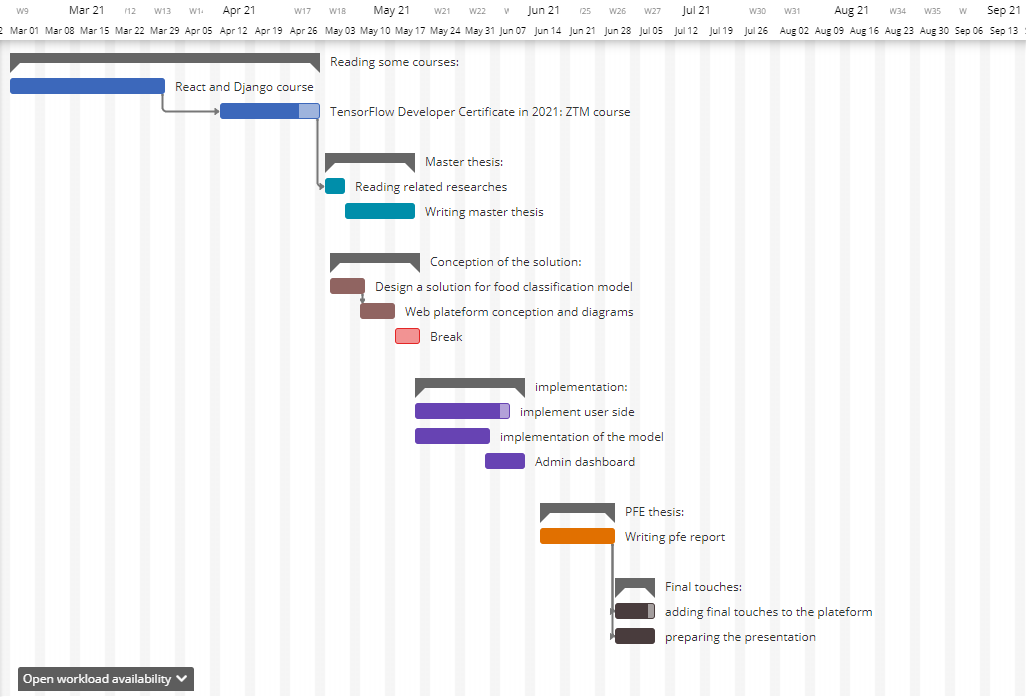 W9 Mar 21 W13 Apr 21 W17 W18 May 21 W21 W22 Jun 21 /25 W26 W27 Jul 21 W30 W31 Aug 21 W34 W35 W Sep 21
Mar 01 Mar 08 Mar 15 Mar 22 Mar 29 Apr 05 Apr 12 Apr 19 Apr 26 May 03 May 10 May 17 May 24 May 31 Jun 07 Jun 14 Jun 21 Jun 28 Jul 05 Jul 12 Jul 19 Jul 26 Aug 02 Aug 09 Aug 16 Aug 23 Aug 30 Sep 06 Sep 13
Reading some courses:
React and Django course
TensorFlow Developer Certificate in 2021: ZTM course
Master thesis:
Reading related researches
Writing master thesis
Conception of the solution:
Design a solution for food classification model
Web plateform conception and diagrams
Break
implementation:
implement user side
implementation of the model
Admin dashboard
PFE thesis:
Writing pfe report
Final touches:
adding final touches to the plateform
preparing the presentation
Open workload availability